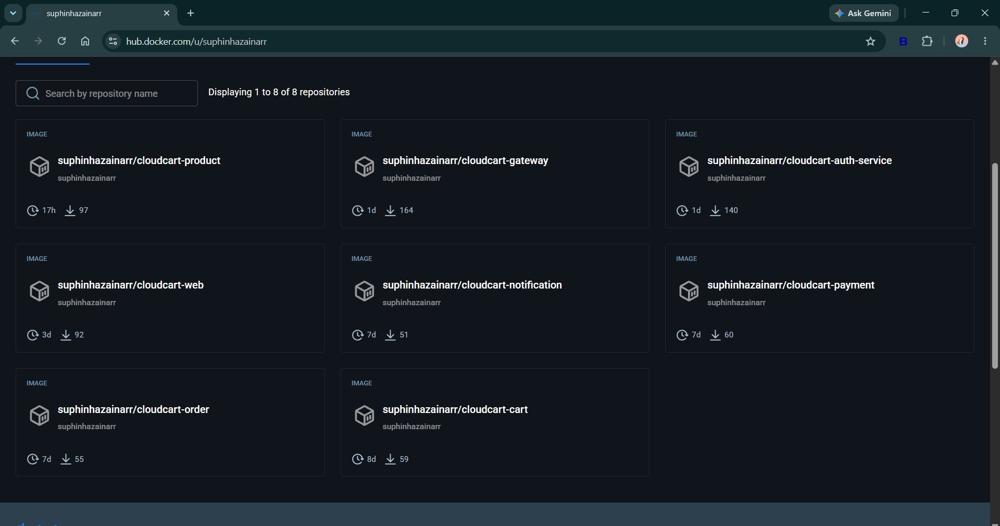 suphinhazainarr
Ask Gemini
hub.docker.com/u/suphinhazainarr
B
Search by repository name
Displaying 1 to 8 of 8 repositories
IMAGE
suphinhazainarr/cloudcart-product
suphinhazainarr
17h 97
IMAGE
suphinhazainarr/cloudcart-gateway
suphinhazainarr
1d 164
IMAGE
suphinhazainarr/cloudcart-auth-service
suphinhazainarr
1d 140
IMAGE
suphinhazainarr/cloudcart-web
suphinhazainarr
3d 92
IMAGE
suphinhazainarr/cloudcart-notification
suphinhazainarr
7d 51
IMAGE
suphinhazainarr/cloudcart-payment
suphinhazainarr
7d 60
IMAGE
suphinhazainarr/cloudcart-order
suphinhazainarr
7d 55
IMAGE
suphinhazainarr/cloudcart-cart
suphinhazainarr
8d 59